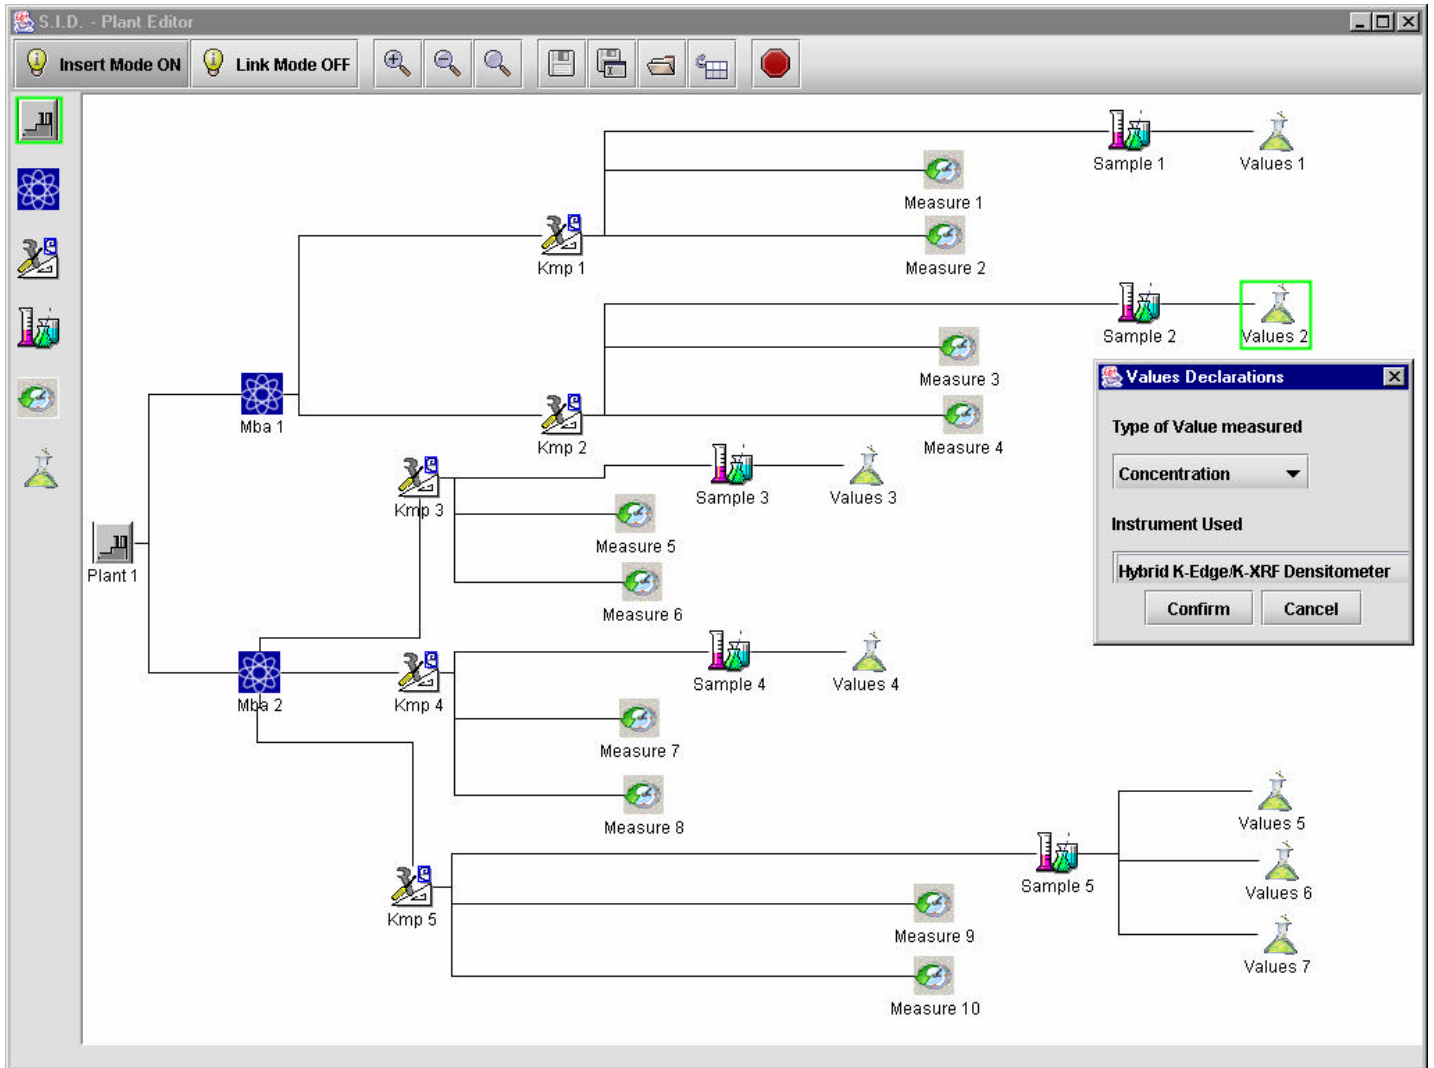 S.I.D. - Plant Editor
Insert Mode ON
Link Mode OFF
Sample 1
Values 1
Measure 1
Kmp 1
Measure 2
Sample 2
Values 2
Measure 3
Mba 1
Kmp 2
Measure 4
Values Declarations
Type of Value measured
Concentration
Instrument Used
Hybrid K-Edge/K-XRF Densitometer
Confirm
Cancel
Kmp 3
Sample 3
Values 3
Measure 5
Plant 1
Measure 6
Mba 2
Kmp 4
Sample 4
Values 4
Measure 7
Measure 8
Values 5
Kmp 5
Sample 5
Values 6
Measure 9
Values 7
Measure 10